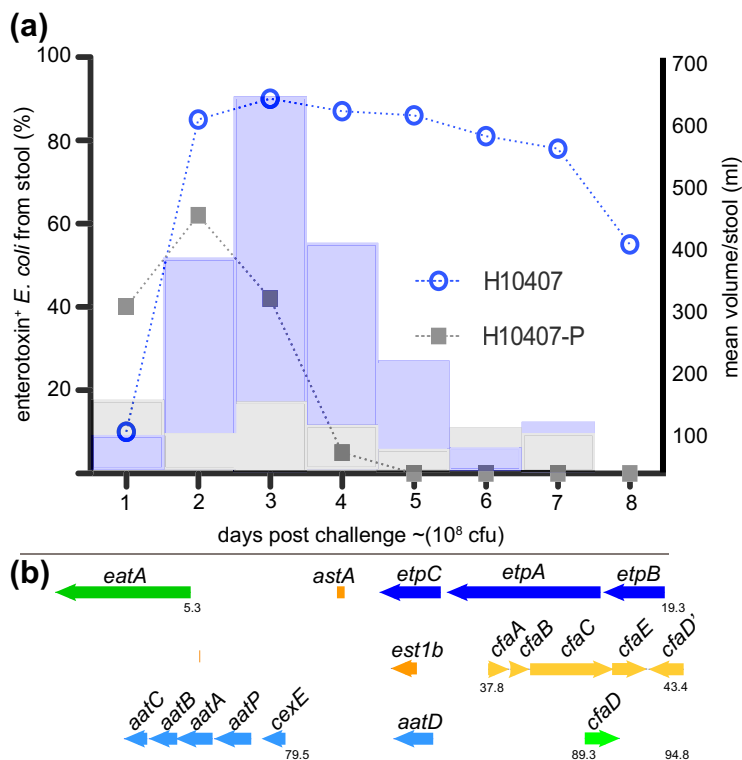 (a)
enterotoxin⁺ E. coli from stool (%)
100
80
60
40
20
mean volume/stool (ml)
700
600
500
400
300
200
100
H10407
H10407-P
1 2 3 4 5 6 7 8
days post challenge ~(10⁸ cfu)
(b)
eatA astA etpC etpA etpB
5.3 19.3
est1b cfaA cfaB cfaC cfaE cfaD'
37.8 43.4
aatC aatB aatA aatP cexE aatD cfaD
79.5 89.3 94.8